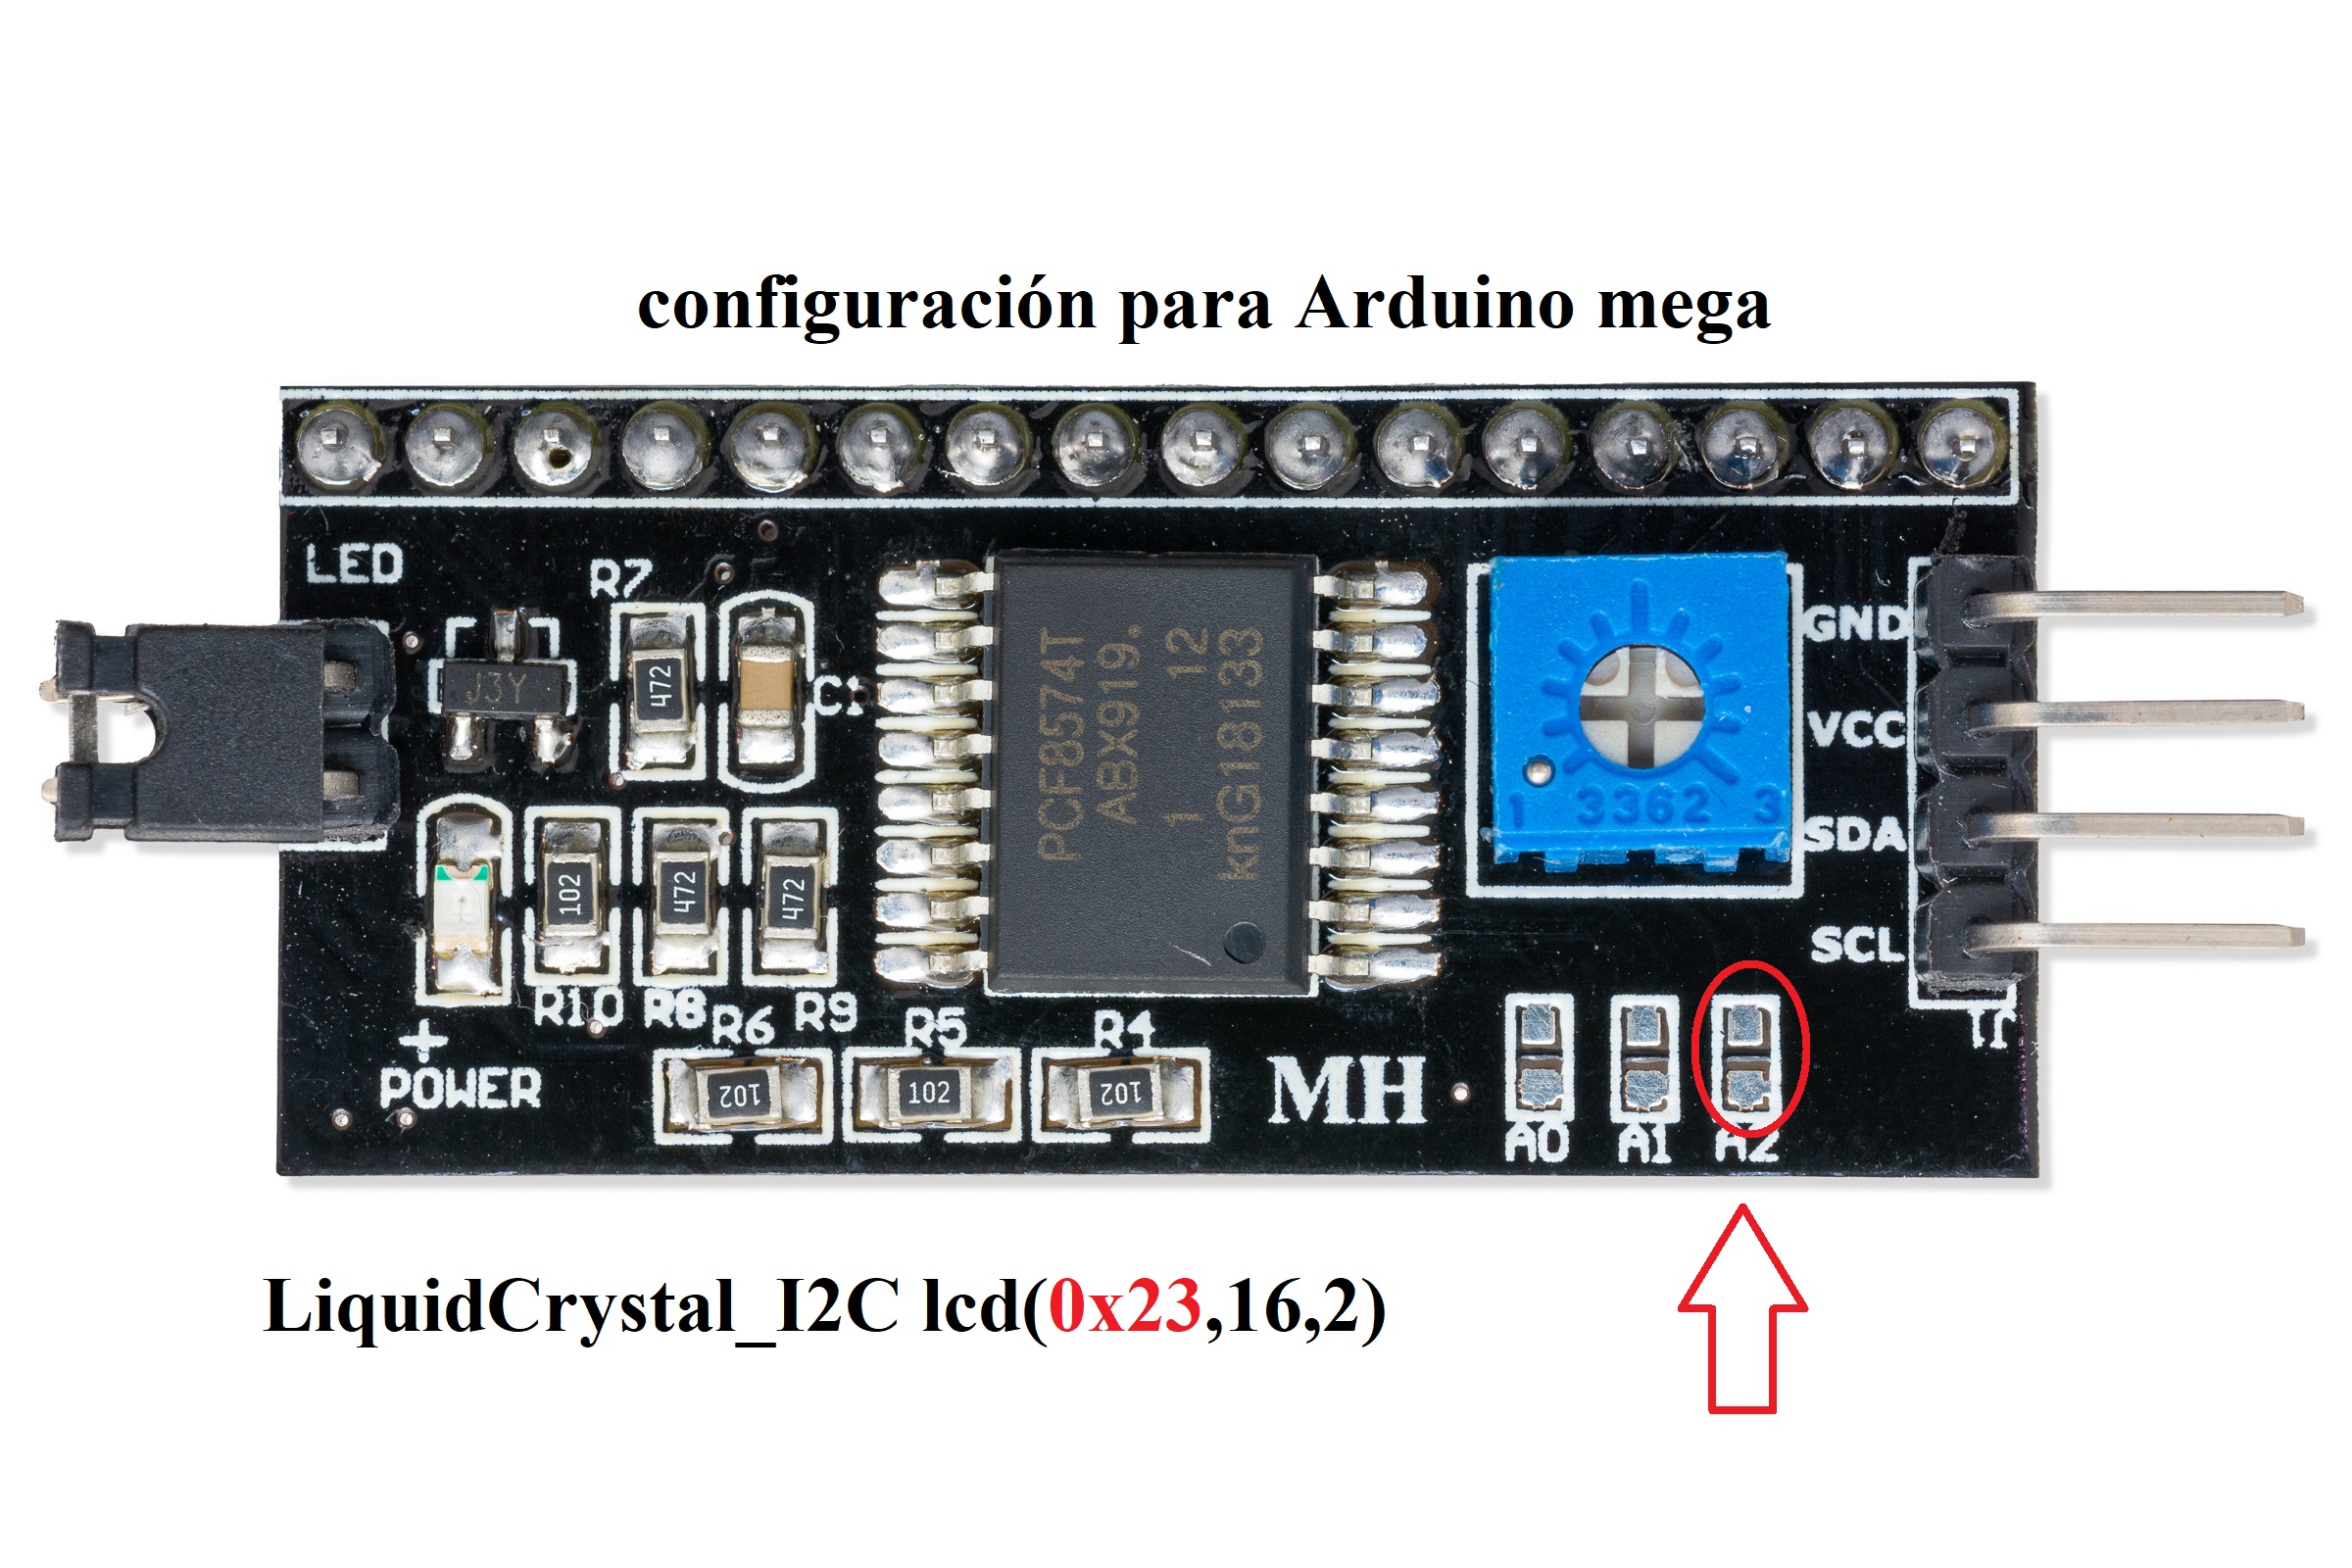 configuración para Arduino mega
LED
R7
472
C1
J3Y
PCF8574T
ABX919.
1 12
knG18133
1 3362 3
GND
VCC
SDA
SCL
J1
102
472
472
R10 R8 R9
R6 R5 R4
+
POWER
102
102
102
MH
A0 A1 A2
LiquidCrystal_I2C lcd(0x23,16,2)